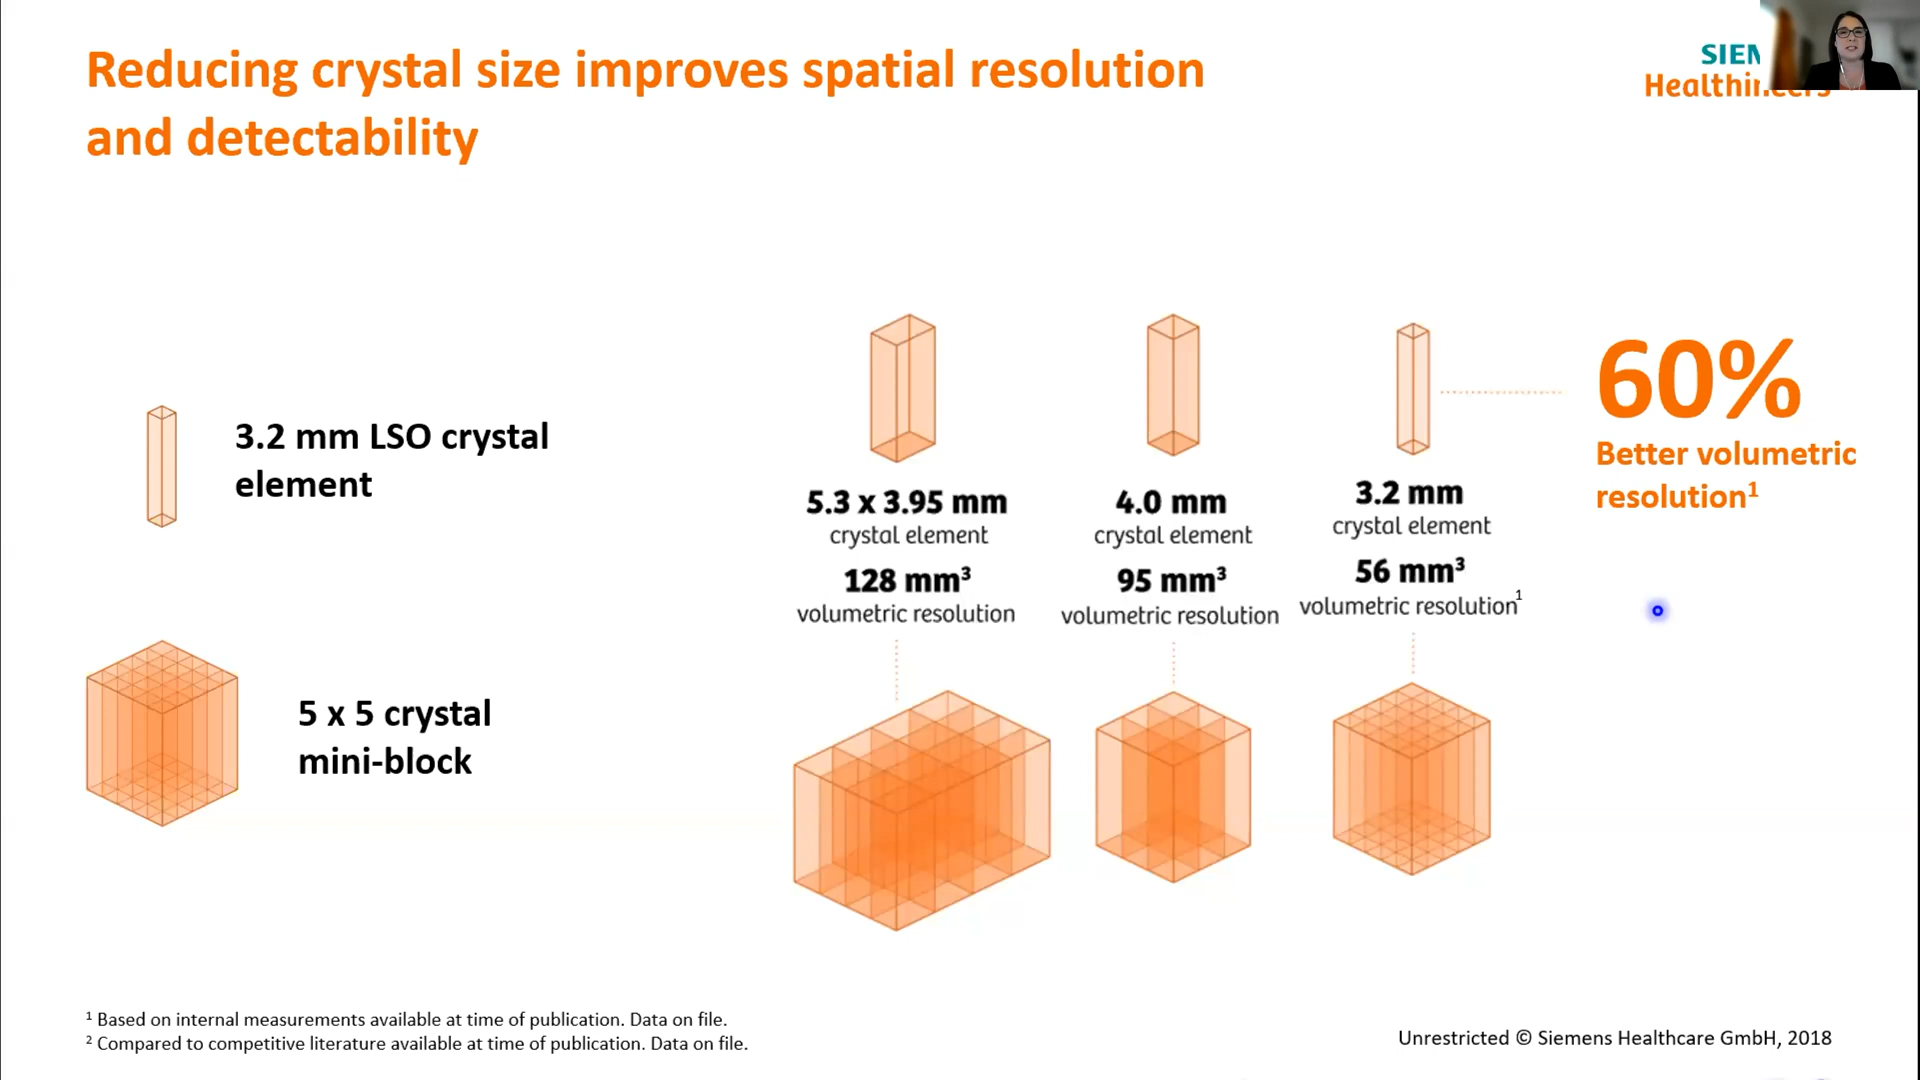 Reducing crystal size improves spatial resolution
and detectability
SIEM
Healthineers
3.2 mm LSO crystal
element
5 x 5 crystal
mini-block
5.3 x 3.95 mm
crystal element
128 mm³
volumetric resolution
4.0 mm
crystal element
95 mm³
volumetric resolution
3.2 mm
crystal element
56 mm³
volumetric resolution¹
60%
Better volumetric
resolution¹
¹ Based on internal measurements available at time of publication. Data on file.
² Compared to competitive literature available at time of publication. Data on file.
Unrestricted © Siemens Healthcare GmbH, 2018